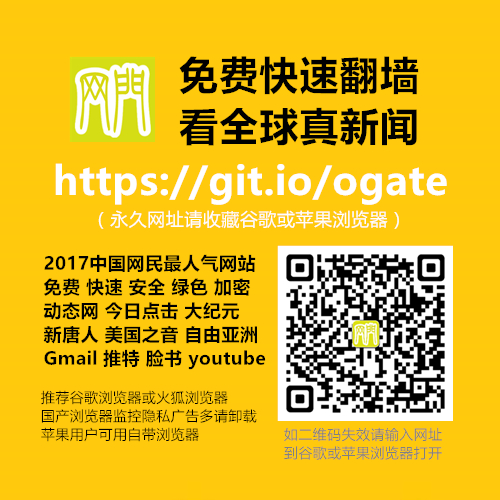 网門
免费快速翻墙
看全球真新闻
https://git.io/ogate
（永久网址请收藏谷歌或苹果浏览器）
2017中国网民最人气网站
免费 快速 安全 绿色 加密
动态网 今日点击 大纪元
新唐人 美国之音 自由亚洲
Gmail 推特 脸书 youtube
推荐谷歌浏览器或火狐浏览器
国产浏览器监控隐私广告多请卸载
苹果用户可用自带浏览器
网門
如二维码失效请输入网址
到谷歌或苹果浏览器打开